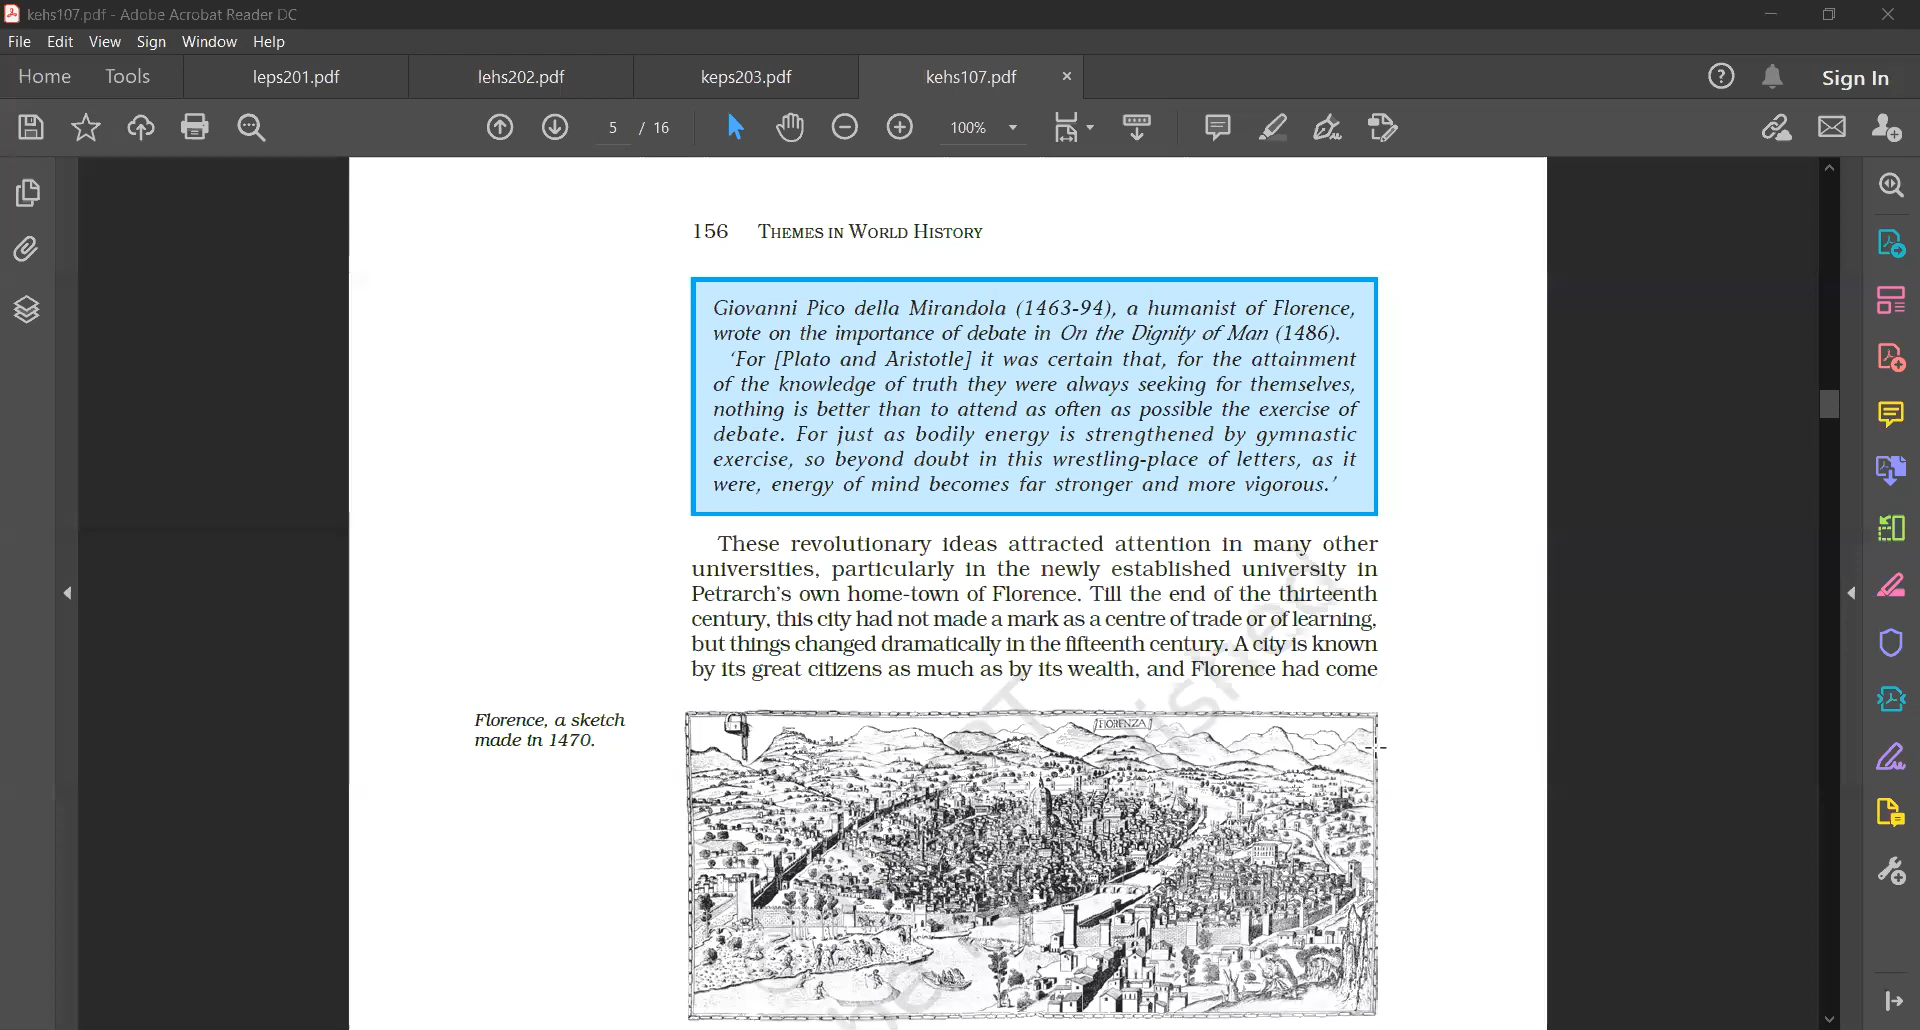 kehs107.pdf - Adobe Acrobat Reader DC
File Edit View Sign Window Help
Home Tools leps201.pdf lehs202.pdf keps203.pdf kehs107.pdf Sign In
5 / 16 100%
156 THEMES IN WORLD HISTORY
Giovanni Pico della Mirandola (1463-94), a humanist of Florence,
wrote on the importance of debate in On the Dignity of Man (1486).
‘For [Plato and Aristotle] it was certain that, for the attainment
of the knowledge of truth they were always seeking for themselves,
nothing is better than to attend as often as possible the exercise of
debate. For just as bodily energy is strengthened by gymnastic
exercise, so beyond doubt in this wrestling-place of letters, as it
were, energy of mind becomes far stronger and more vigorous.’
These revolutionary ideas attracted attention in many other
universities, particularly in the newly established university in
Petrarch’s own home-town of Florence. Till the end of the thirteenth
century, this city had not made a mark as a centre of trade or of learning,
but things changed dramatically in the fifteenth century. A city is known
by its great citizens as much as by its wealth, and Florence had come
Florence, a sketch
made in 1470.
FIORENZA